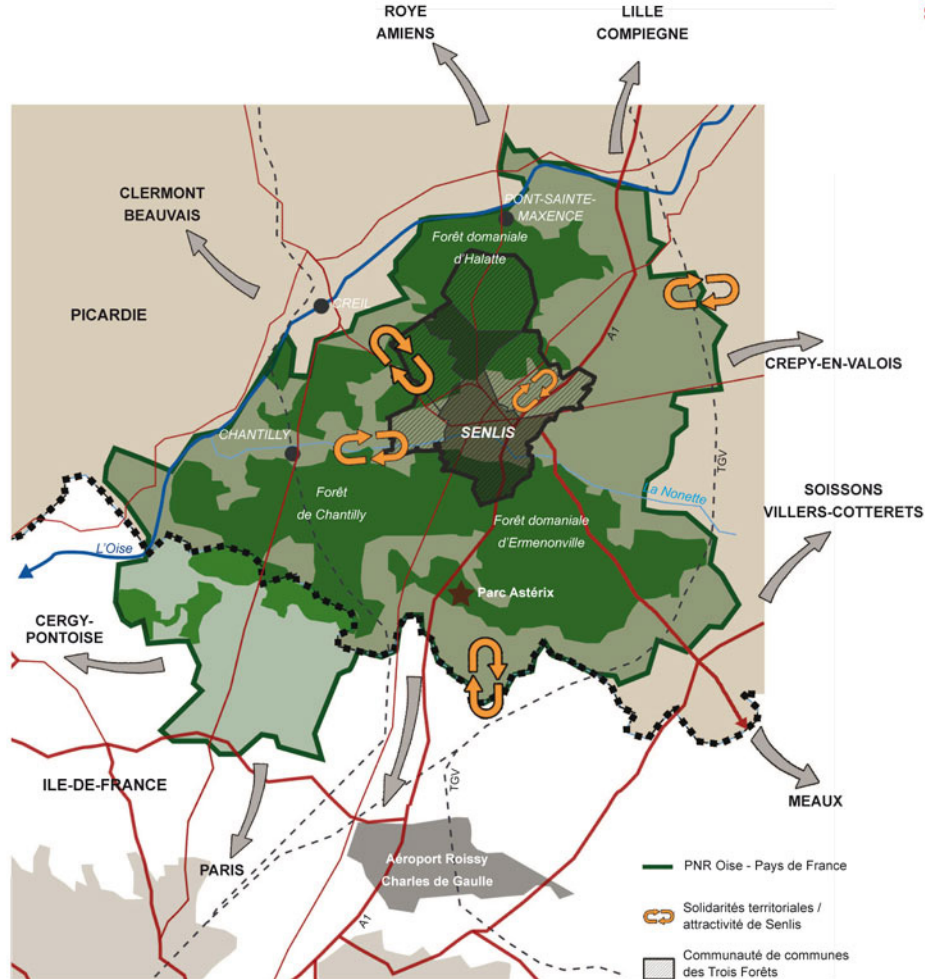 ROYE
AMIENS
LILLE
COMPIEGNE
CLERMONT
BEAUVAIS
PONT-SAINTE-
MAXENCE
Forêt domaniale
d'Halatte
PICARDIE
CREIL
A1
CREPY-EN-VALOIS
CHANTILLY
SENLIS
TGV
La Nonette
SOISSONS
VILLERS-COTTERETS
Forêt
de Chantilly
Forêt domaniale
d'Ermenonville
L'Oise
Parc Astérix
CERGY-
PONTOISE
ILE-DE-FRANCE
TGV
MEAUX
PARIS
Aéroport Roissy
Charles de Gaulle
A1
PNR Oise - Pays de France
Solidarités territoriales /
attractivité de Senlis
Communauté de communes
des Trois Forêts